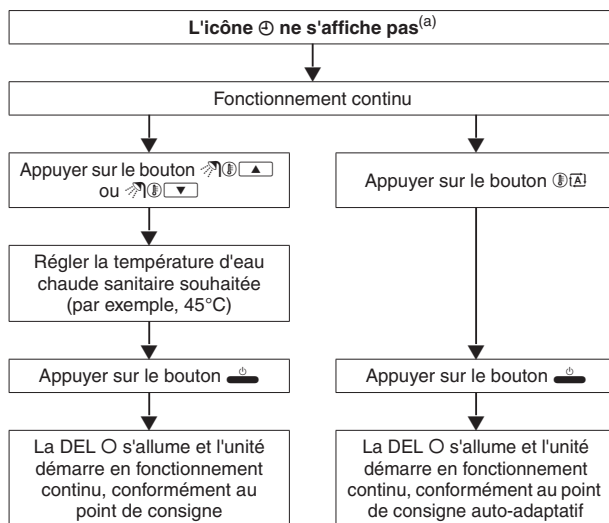 L'icône ne s'affiche pas(a)
Fonctionnement continu
Appuyer sur le bouton
ou
Régler la température d'eau
chaude sanitaire souhaitée
(par exemple, 45°C)
Appuyer sur le bouton
La DEL s'allume et l'unité
démarre en fonctionnement
continu, conformément au
point de consigne
Appuyer sur le bouton A
Appuyer sur le bouton
La DEL s'allume et l'unité
démarre en fonctionnement
continu, conformément au point
de consigne auto-adaptatif